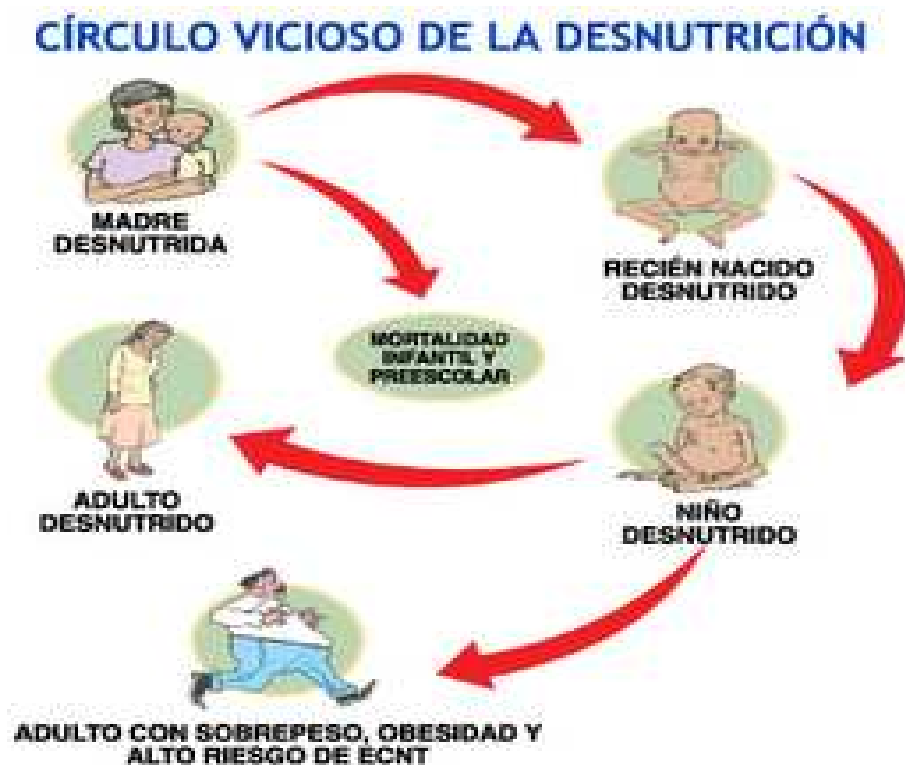 CÍRCULO VICIOSO DE LA DESNUTRICIÓN
MADRE
DESNUTRIDA
RECIÉN NACIDO
DESNUTRIDO
MORTALIDAD
INFANTIL Y
PREESCOLAR
ADULTO
DESNUTRIDO
NIÑO
DESNUTRIDO
ADULTO CON SOBREPESO, OBESIDAD Y
ALTO RIESGO DE ECNT